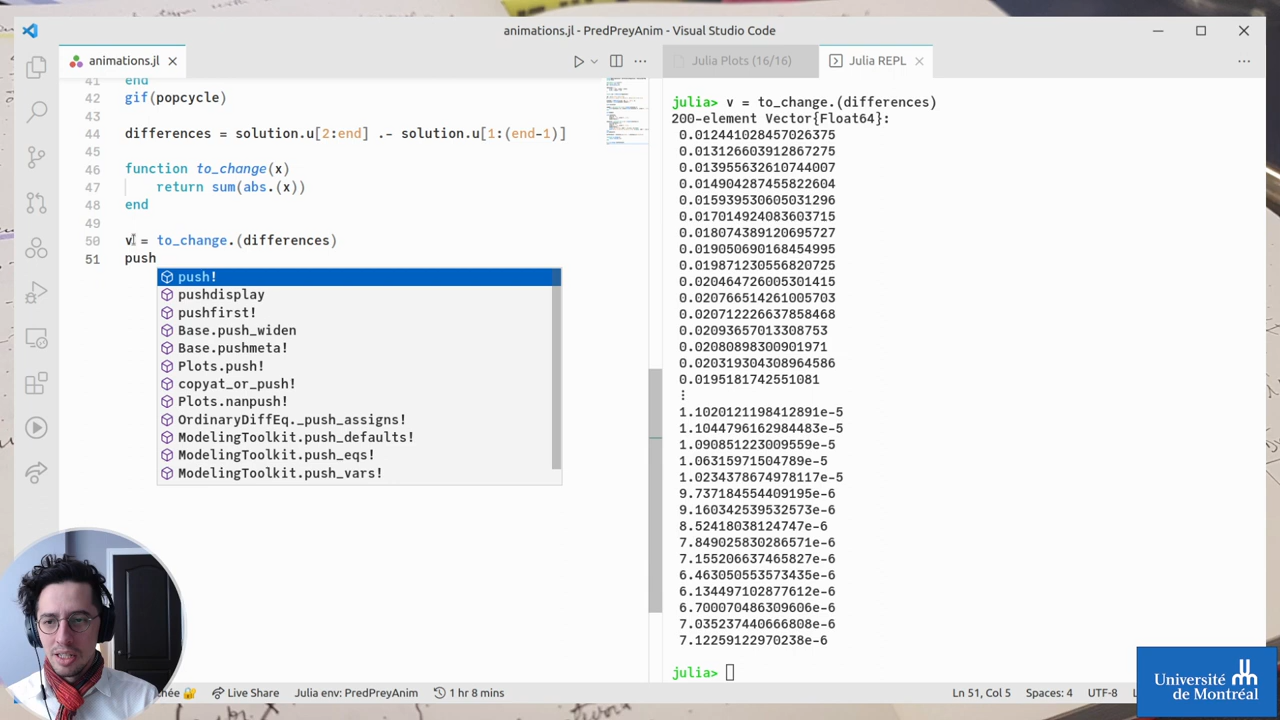 animations.jl - PredPreyAnim - Visual Studio Code
animations.jl
Julia Plots (16/16)
Julia REPL
41 end
42 gif(popcycle)
43
44 differences = solution.u[2:end] .- solution.u[1:(end-1)]
45
46 function to_change(x)
47 return sum(abs.(x))
48 end
49
50 v = to_change.(differences)
51 push
push!
pushdisplay
pushfirst!
Base.push_widen
Base.pushmeta!
Plots.push!
copyat_or_push!
Plots.nanpush!
OrdinaryDiffEq._push_assigns!
ModelingToolkit.push_defaults!
ModelingToolkit.push_eqs!
ModelingToolkit.push_vars!
julia> v = to_change.(differences)
200-element Vector{Float64}:
0.013126603912867275
0.013955632610744007
0.014904287455822604
0.015939530605031296
0.017014924083603715
0.018074389120695727
0.019050690168454995
0.019871230556820725
0.020464726005301415
0.020766514261005703
0.020712226637858468
0.02093657013308753
0.02080898300901971
0.020319304308964586
0.0195181742551081
⋮
1.1020121198412891e-5
1.1044796162984483e-5
1.0900851223009559e-5
1.06315971504789e-5
1.0234378674978117e-5
9.737184554409195e-6
9.160342539532573e-6
8.52418038124747e-6
7.849025830286571e-6
7.155206637465827e-6
6.463050553573435e-6
6.134497102877612e-6
6.700070486309606e-6
7.035237440666808e-6
7.12259122970238e-6
julia>
Live Share
Julia env: PredPreyAnim
1 hr 8 mins
Ln 51, Col 5
Spaces: 4
UTF-8
Université
de Montréal